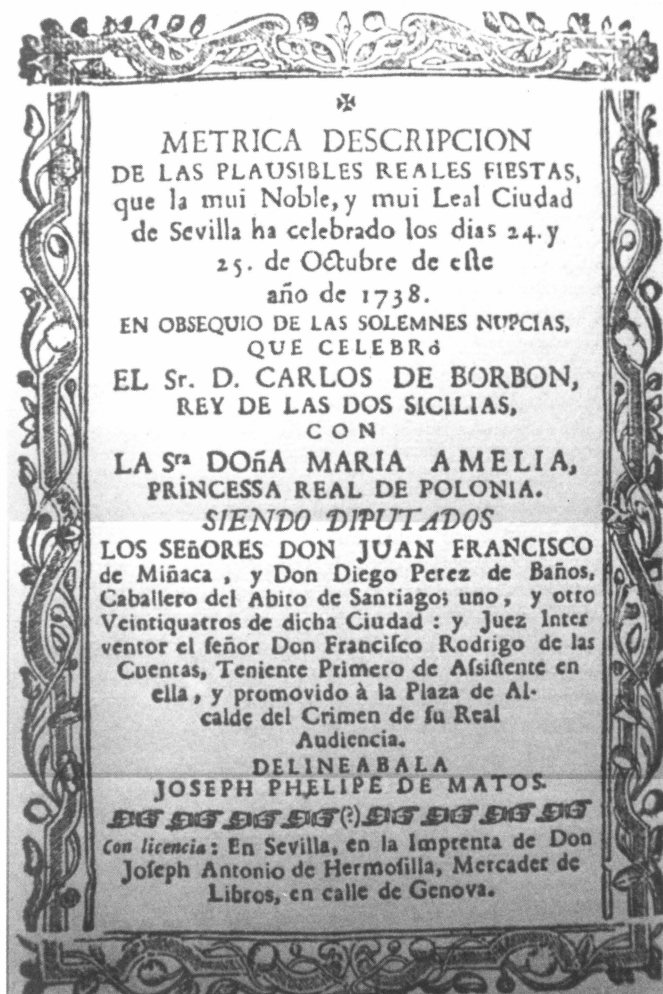 METRICA DESCRIPCION
DE LAS PLAUSIBLES REALES FIESTAS,
que la mui Noble, y mui Leal Ciudad
de Sevilla ha celebrado los dias 24. y
25. de Octubre de eſte
año de 1738.
EN OBSEQUIO DE LAS SOLEMNES NUPCIAS,
QUE CELEBRó
EL Sr. D. CARLOS DE BORBON,
REY DE LAS DOS SICILIAS,
CON
LA Sra DOñA MARIA AMELIA,
PRINCESSA REAL DE POLONIA.
SIENDO DIPUTADOS
LOS SEñORES DON JUAN FRANCISCO
de Miñaca, y Don Diego Perez de Baños,
Caballero del Abito de Santiago; uno, y otro
Veintiquatros de dicha Ciudad: y Juez Inter
ventor el ſeñor Don Franciſco Rodrigo de las
Cuentas, Teniente Primero de Aſsiſtente en
ella, y promovido à la Plaza de Al-
calde del Crimen de ſu Real
Audiencia.
DELINEABALA
JOSEPH PHELIPE DE MATOS.
(?)
Con licencia: En Sevilla, en la Imprenta de Don
Joſeph Antonio de Hermoſilla, Mercader de
Libros, en calle de Genova.